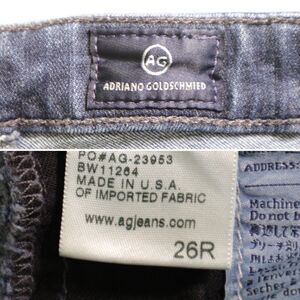 AG
ADRIANO GOLDSCHMIED
PO#AG-23953
BW11264
MADE IN U.S.A.
OF IMPORTED FABRIC
www.agjeans.com
26R
ADDRESS:
Machine
Do not b